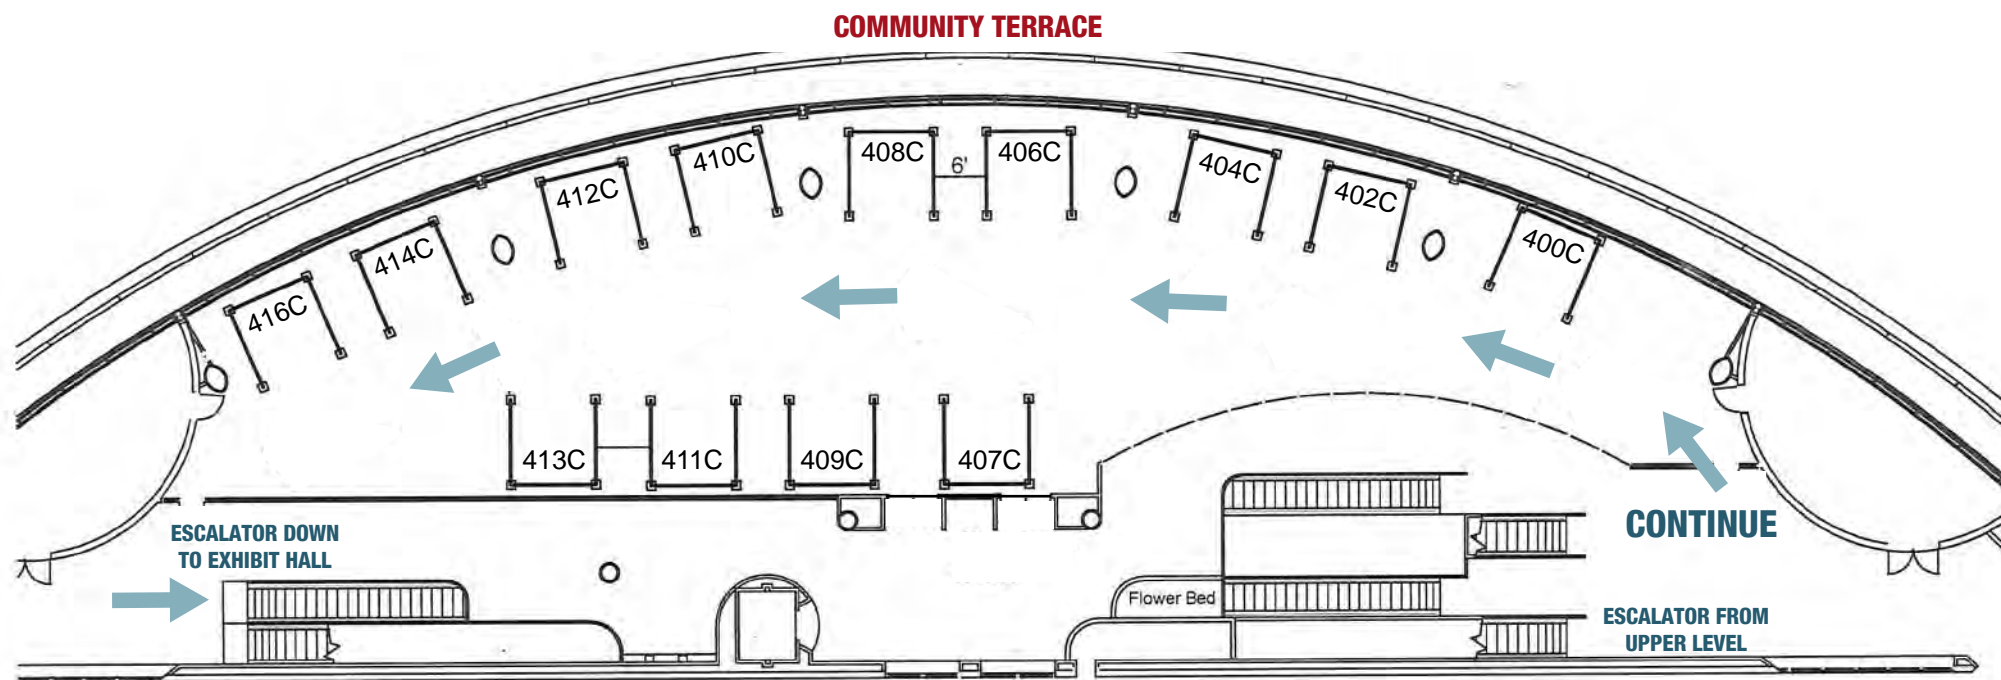 COMMUNITY TERRACE
410C
408C
6'
406C
404C
402C
400C
412C
414C
416C
413C
411C
409C
407C
ESCALATOR DOWN
TO EXHIBIT HALL
CONTINUE
Flower Bed
ESCALATOR FROM
UPPER LEVEL